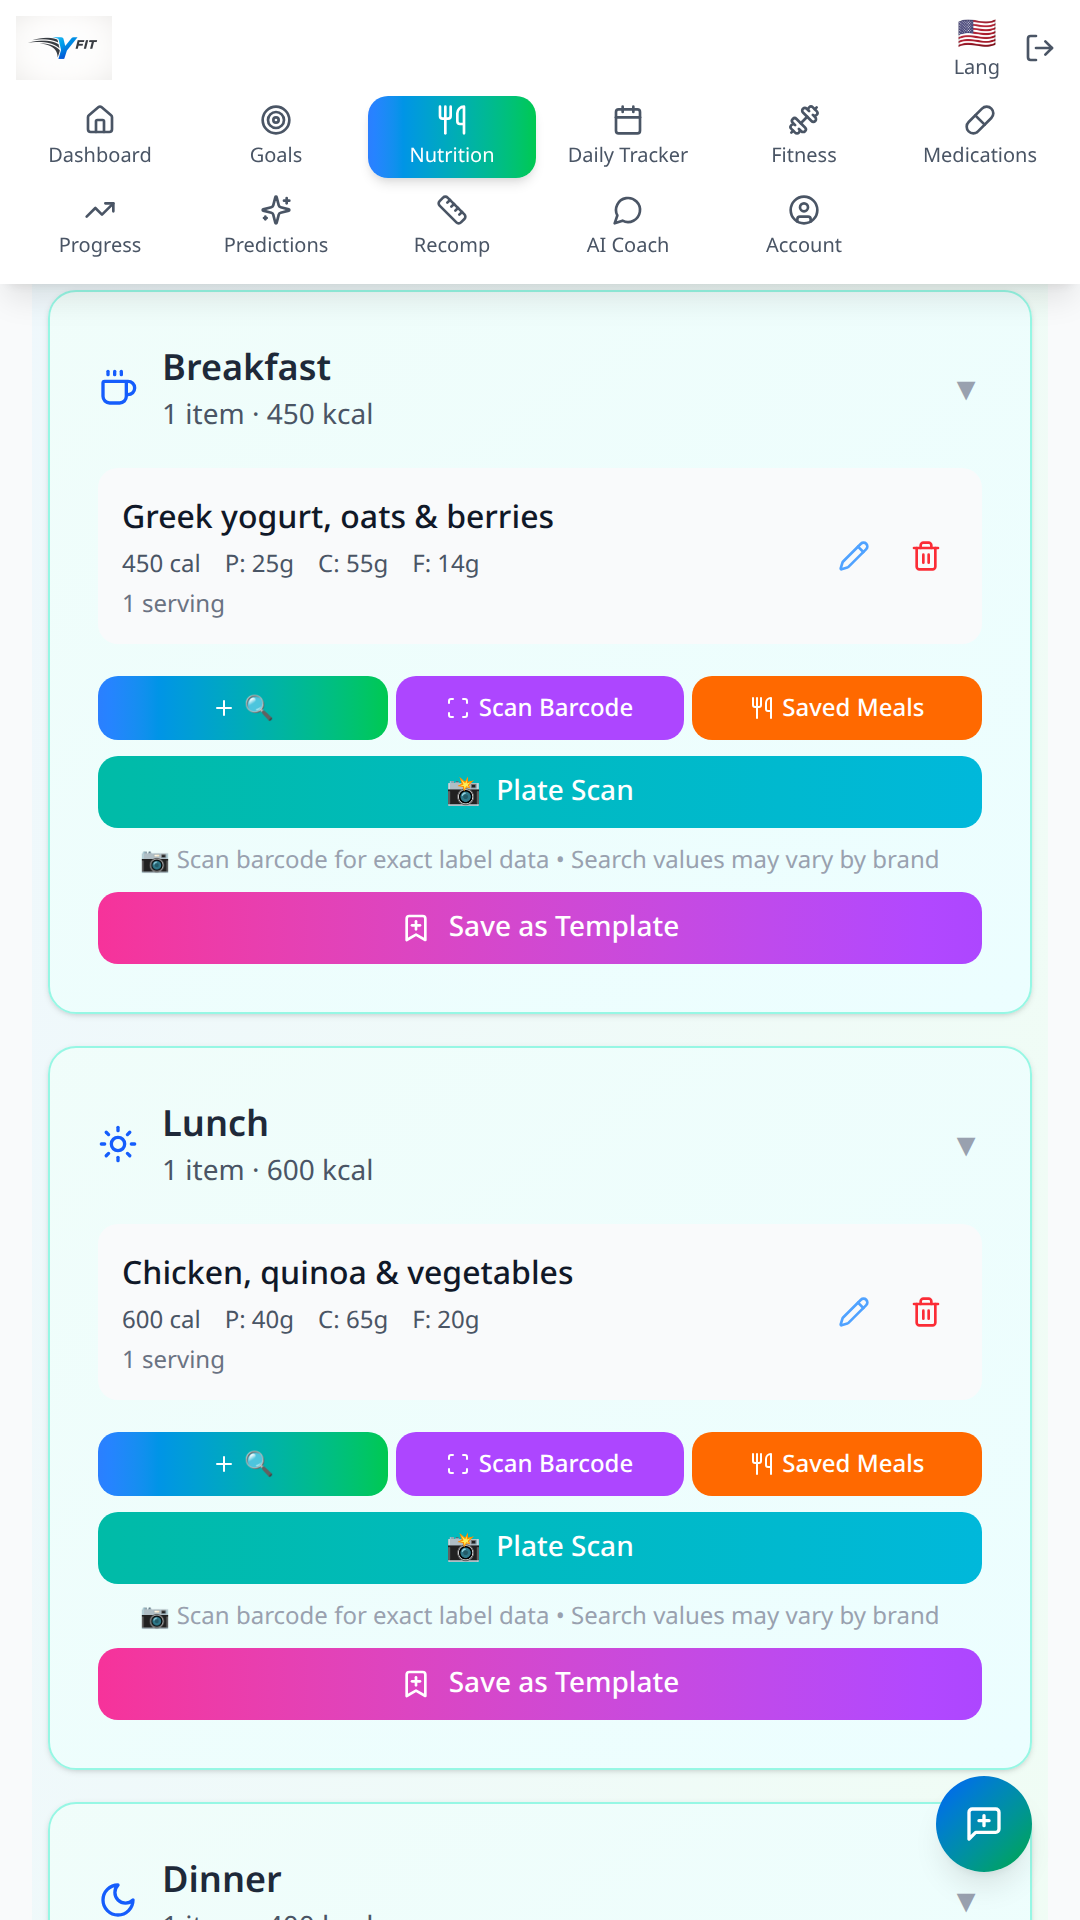 YFIT
Lang
Dashboard
Goals
Nutrition
Daily Tracker
Fitness
Medications
Progress
Predictions
Recomp
AI Coach
Account
Breakfast
1 item · 450 kcal
Greek yogurt, oats & berries
450 cal P: 25g C: 55g F: 14g
1 serving
+ 🔍
Scan Barcode
Saved Meals
📸 Plate Scan
📷 Scan barcode for exact label data • Search values may vary by brand
Save as Template
Lunch
1 item · 600 kcal
Chicken, quinoa & vegetables
600 cal P: 40g C: 65g F: 20g
1 serving
+ 🔍
Scan Barcode
Saved Meals
📸 Plate Scan
📷 Scan barcode for exact label data • Search values may vary by brand
Save as Template
Dinner